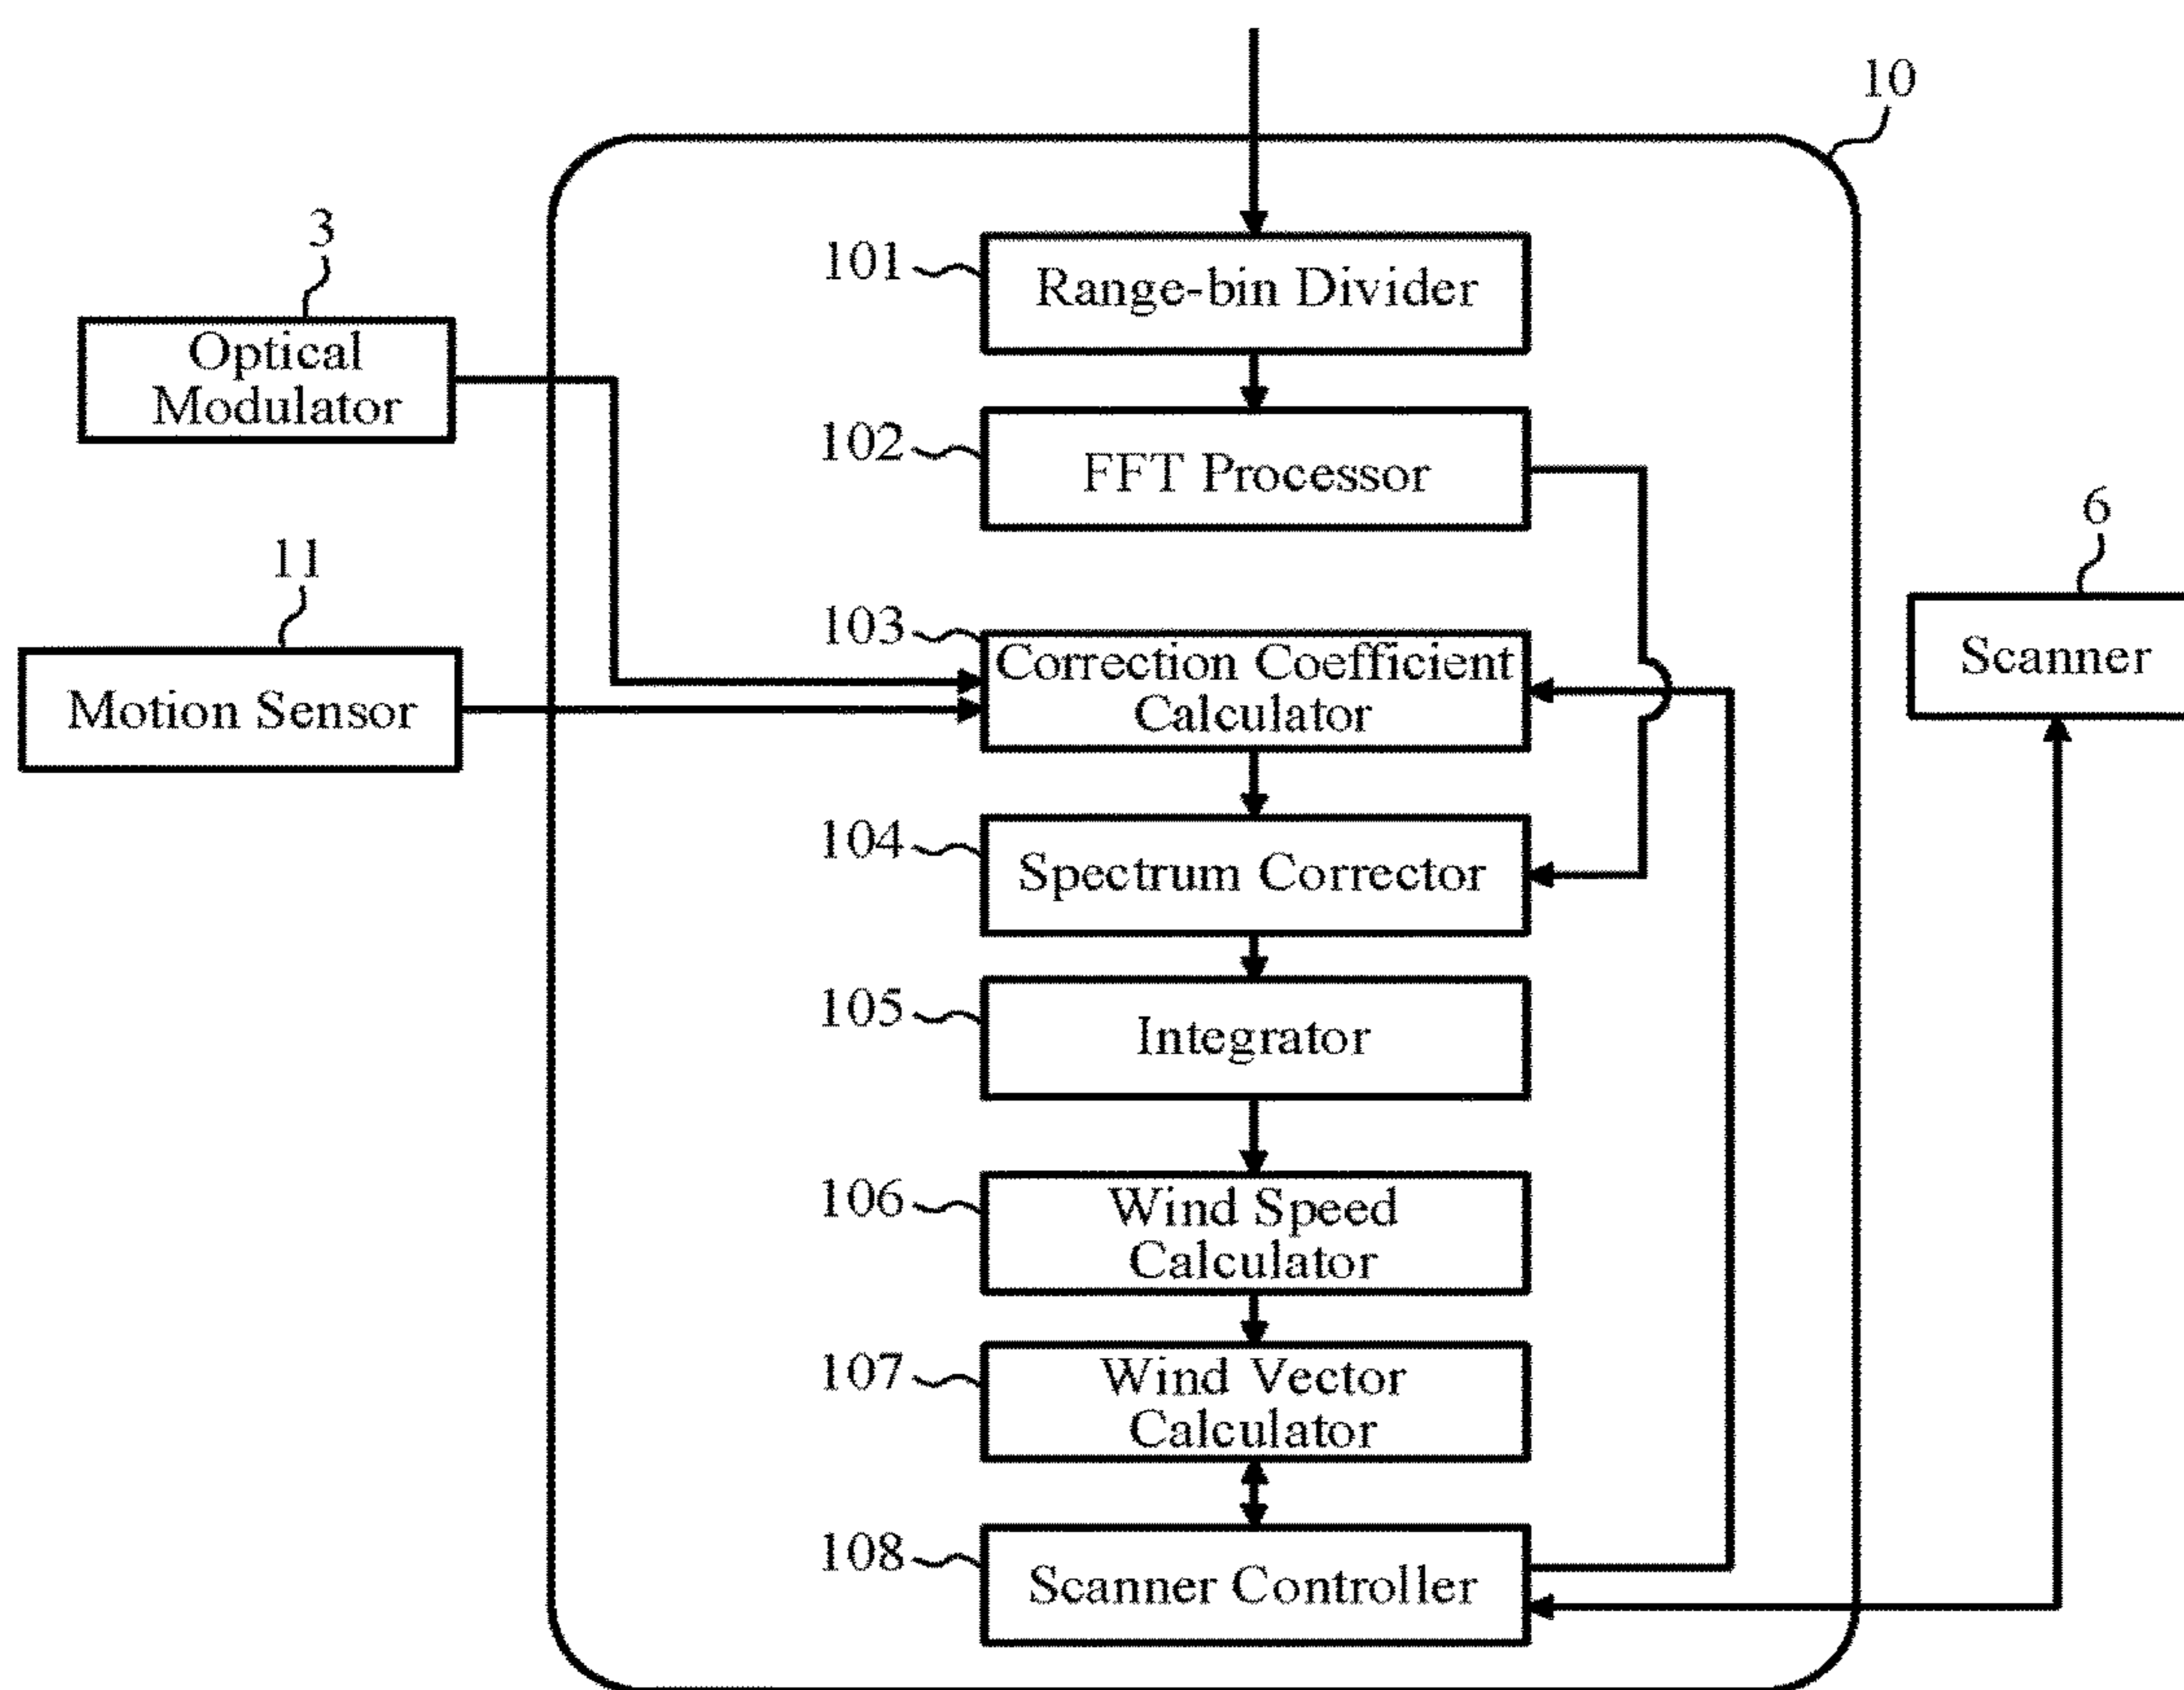 10
3
101
Range-bin Divider
Optical
Modulator
102
FFT Processor
6
11
103
Correction Coefficient
Calculator
Scanner
Motion Sensor
104
Spectrum Corrector
105
Integrator
106
Wind Speed
Calculator
107
Wind Vector
Calculator
108
Scanner Controller